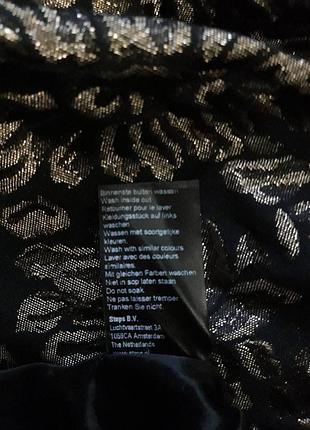 Binnenste buiten wassen
Wash inside out
Retourner pour le laver
Kleidungsstück auf links
waschen
Wassen met soortgelijke
kleuren.
Wash with similar colours
Laver avec des couleurs
similaires.
Mit gleichen Farben waschen
Niet in sop laten staan
Do not soak.
Ne pas laisser tremper
Tranken Sie nicht.
Steps B.V.
Luchtvaartstreet 3A
1059CA Amsterdam
The Netherlands